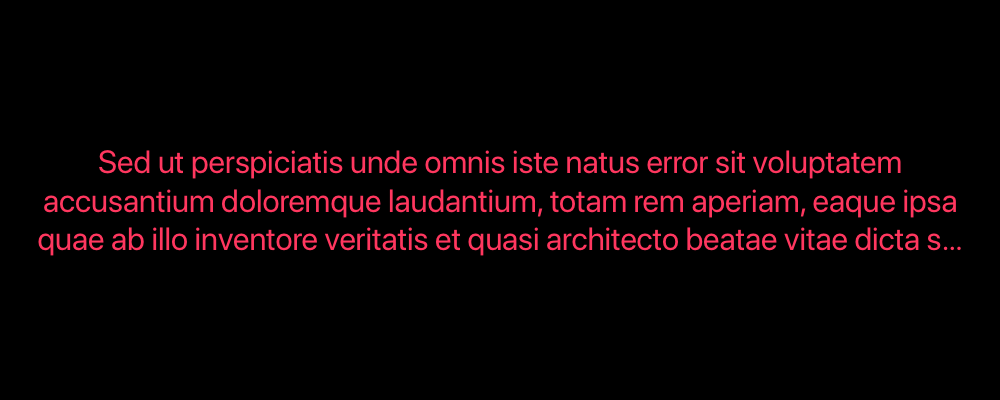 Sed ut perspiciatis unde omnis iste natus error sit voluptatem
accusantium doloremque laudantium, totam rem aperiam, eaque ipsa
quae ab illo inventore veritatis et quasi architecto beatae vitae dicta s...